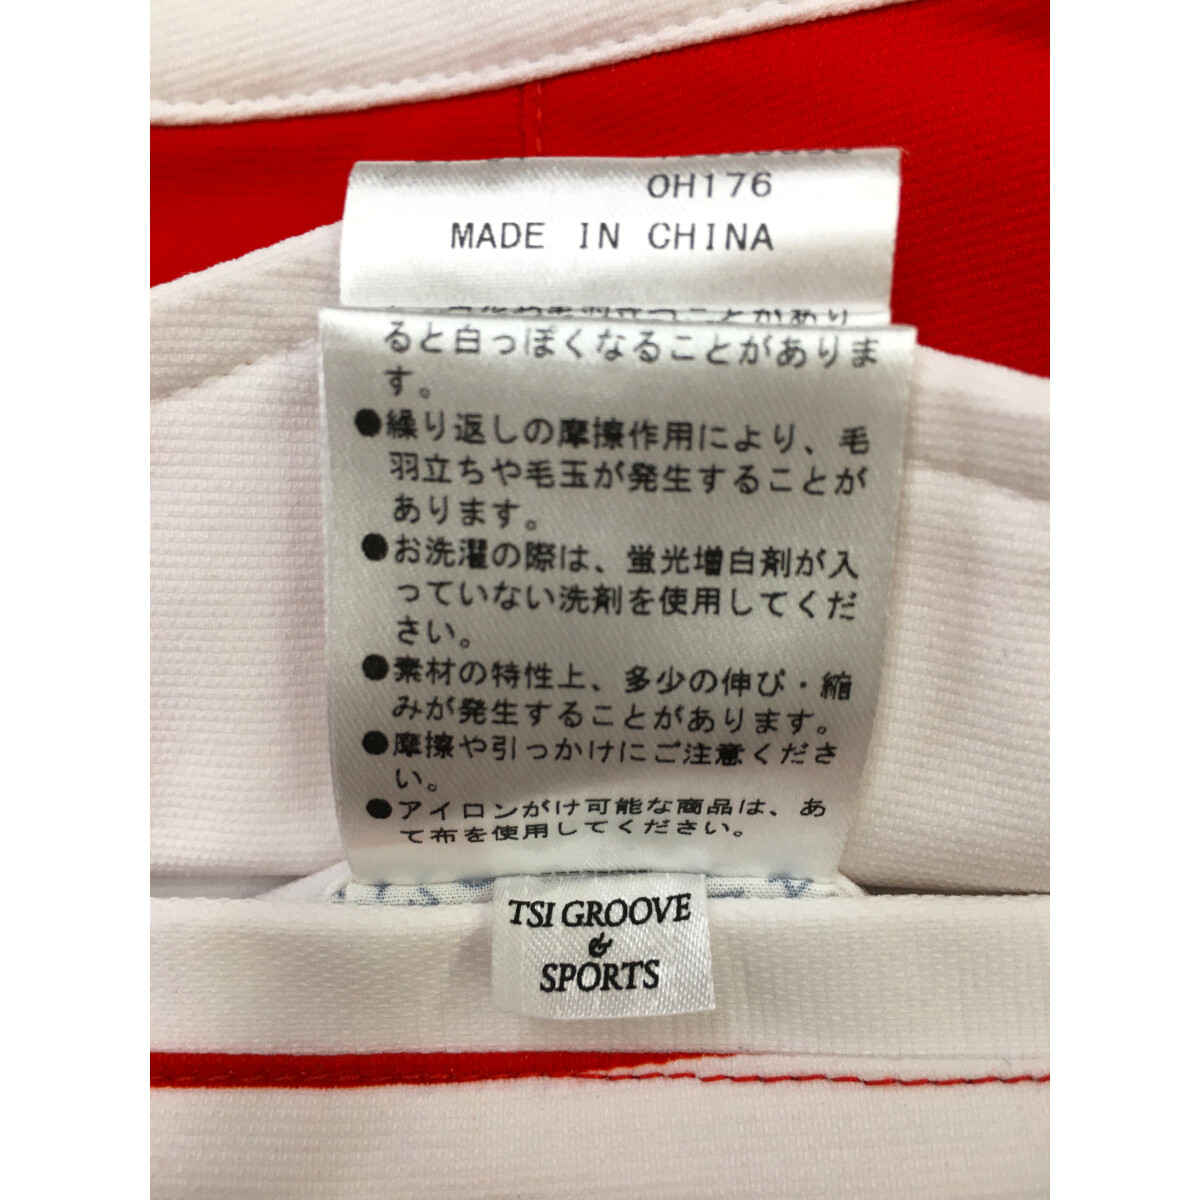 OH176
MADE IN CHINA
ると白っぽくなることがありま
す。
●繰り返しの摩擦作用により、毛
羽立ちや毛玉が発生することが
あります。
●お洗濯の際は、蛍光増白剤が入
っていない洗剤を使用してくだ
さい。
●素材の特性上、多少の伸び・縮
みが発生することがあります。
●摩擦や引っかけにご注意くださ
い。
●アイロンがけ可能な商品は、あ
て布を使用してください。
TSI GROOVE
&
SPORTS